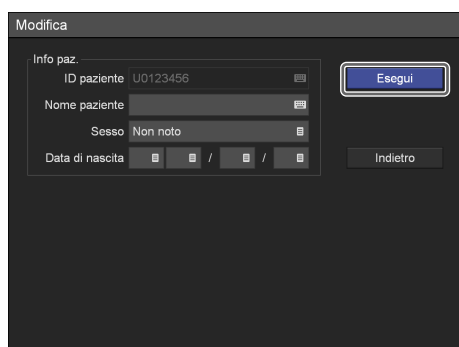 Modifica
Info paz.
ID paziente U0123456
Esegui
Nome paziente
Sesso Non noto
Data di nascita / /
Indietro